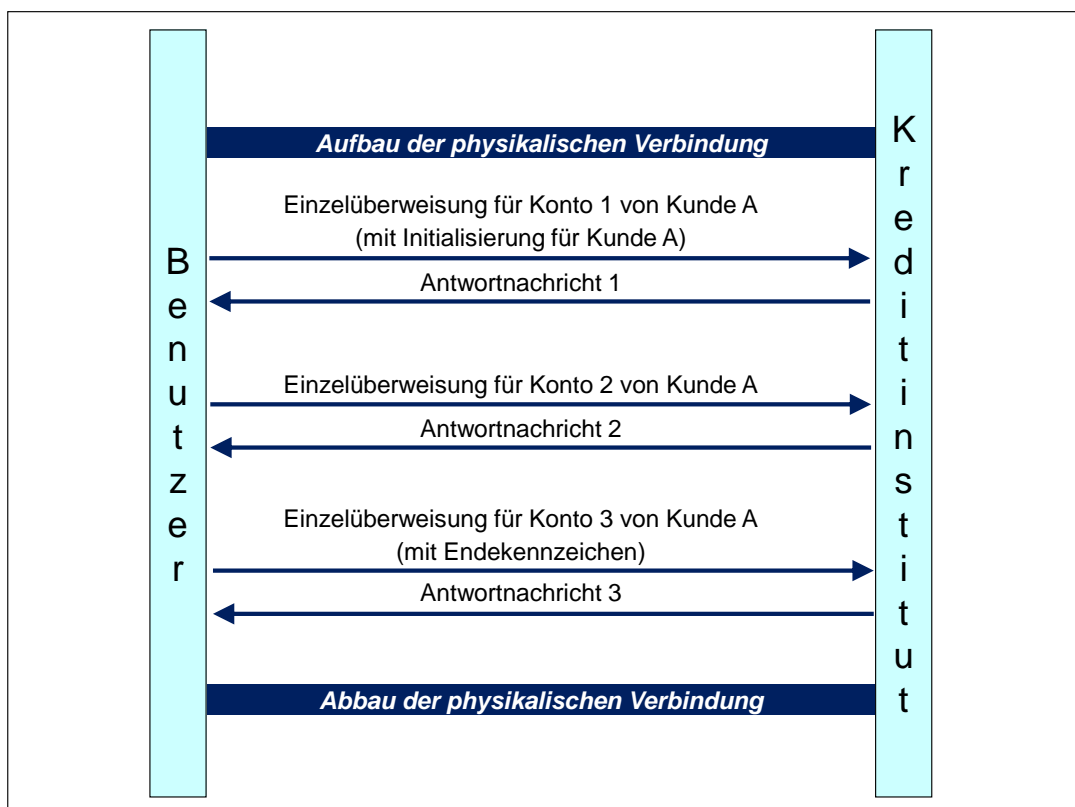 Benutzer
Kreditinstitut
Aufbau der physikalischen Verbindung
Einzelüberweisung für Konto 1 von Kunde A
(mit Initialisierung für Kunde A)
Antwortnachricht 1
Einzelüberweisung für Konto 2 von Kunde A
Antwortnachricht 2
Einzelüberweisung für Konto 3 von Kunde A
(mit Endekennzeichen)
Antwortnachricht 3
Abbau der physikalischen Verbindung